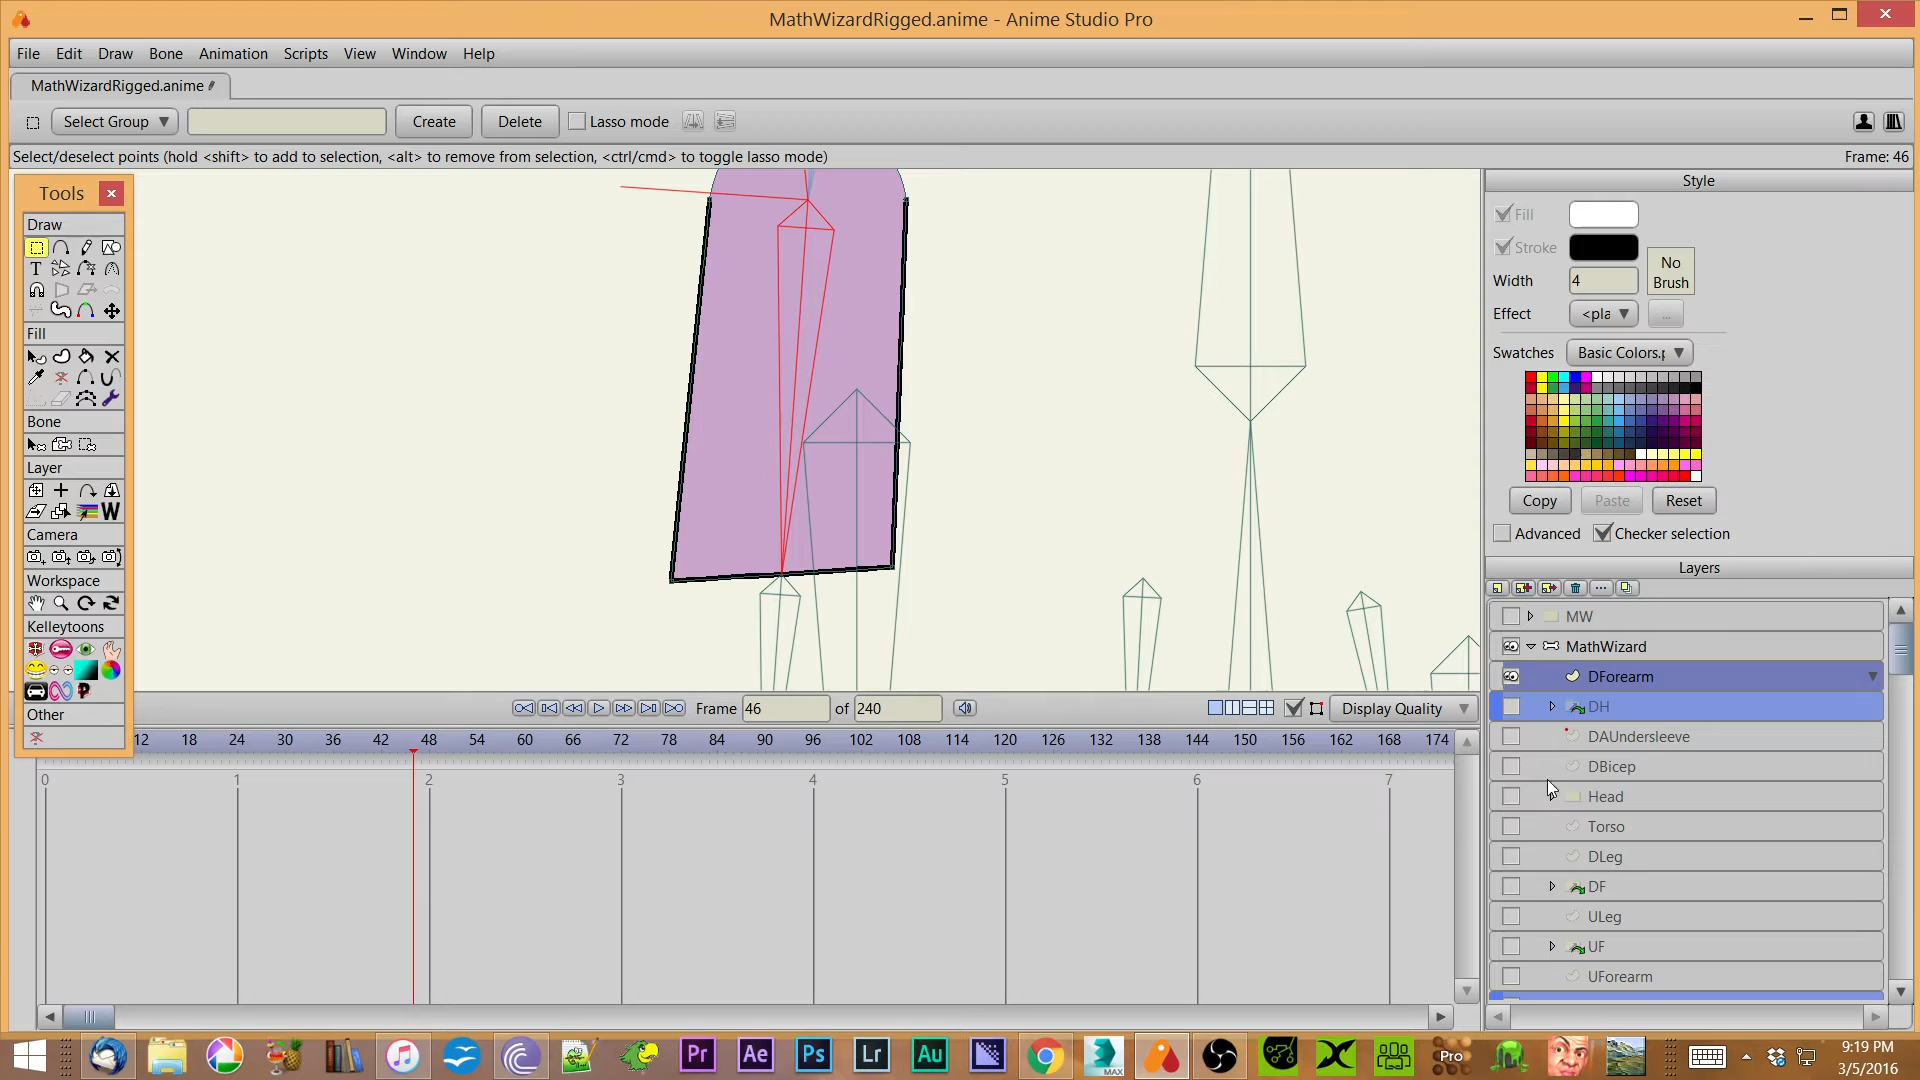 MathWizardRigged.anime - Anime Studio Pro
File Edit Draw Bone Animation Scripts View Window Help
MathWizardRigged.anime
Select Group Create Delete Lasso mode
Select/deselect points (hold <shift> to add to selection, <alt> to remove from selection, <ctrl/cmd> to toggle lasso mode) Frame: 46
Tools
Draw
T
Fill
Bone
Layer
W
Camera
Workspace
Kelleytoons
P
Other
Style
Fill
Stroke
No Brush
Width 4
Effect <pla ...
Swatches Basic Colors.p
Copy Paste Reset
Advanced Checker selection
Layers
MW
MathWizard
DForearm
DH
DAUndersleeve
DBicep
Head
Torso
DLeg
DF
ULeg
UF
UForearm
Frame 46 of 240 Display Quality
12 18 24 30 36 42 48 54 60 66 72 78 84 90 96 102 108 114 120 126 132 138 144 150 156 162 168 174
0 1 2 3 4 5 6 7
Pr Ae Ps Lr Au MAX Pro
9:19 PM
3/5/2016